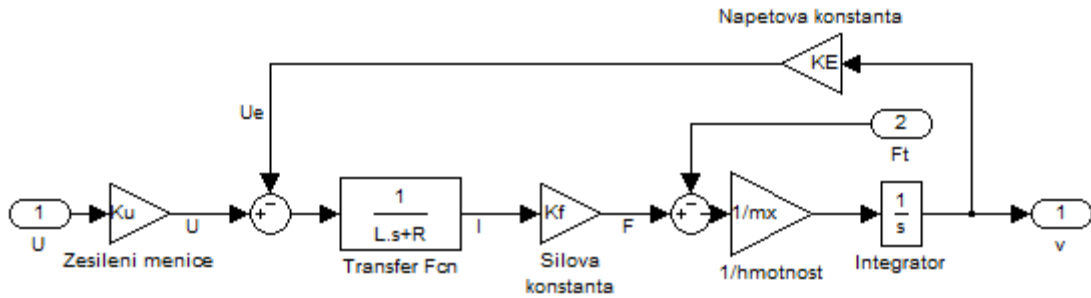 Napetova konstanta
KE
Ue
2
Ft
1
U
Ku
Zesileni menice
U
+
−
1
L.s+R
Transfer Fcn
I
Kf
Silova
konstanta
F
+
−
1/mx
1/hmotnost
1
s
Integrator
1
v